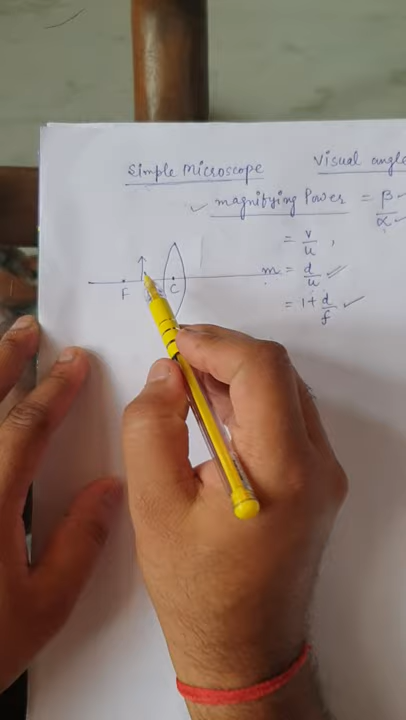 Simple Microscope
Visual angle
magnifying Power = β/α
= v/u ,
m = d/u
= 1 + d/f
F
C